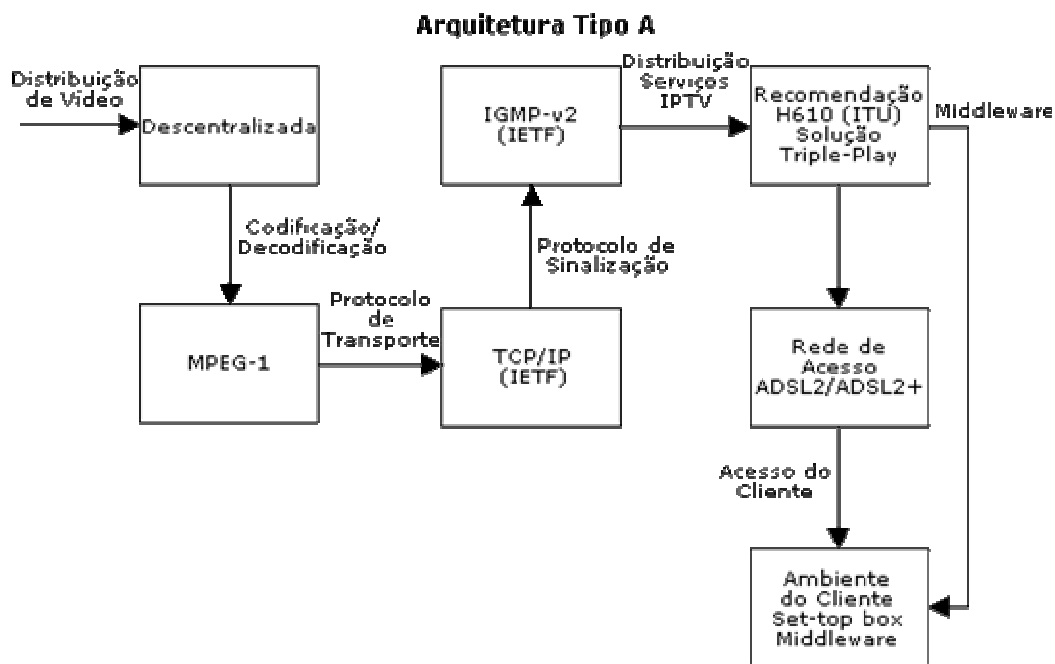 Arquitetura Tipo A
Distribuição
de Video
Descentralizada
Codificação/
Decodificação
MPEG-1
Protocolo
de
Transporte
TCP/IP
(IETF)
Protocolo de
Sinalização
IGMP-v2
(IETF)
Distribuição
Serviços
IPTV
Recomendação
H610 (ITU)
Solução
Triple-Play
Middleware
Rede de
Acesso
ADSL2/ADSL2+
Acesso do
Cliente
Ambiente
do Cliente
Set-top box
Middleware